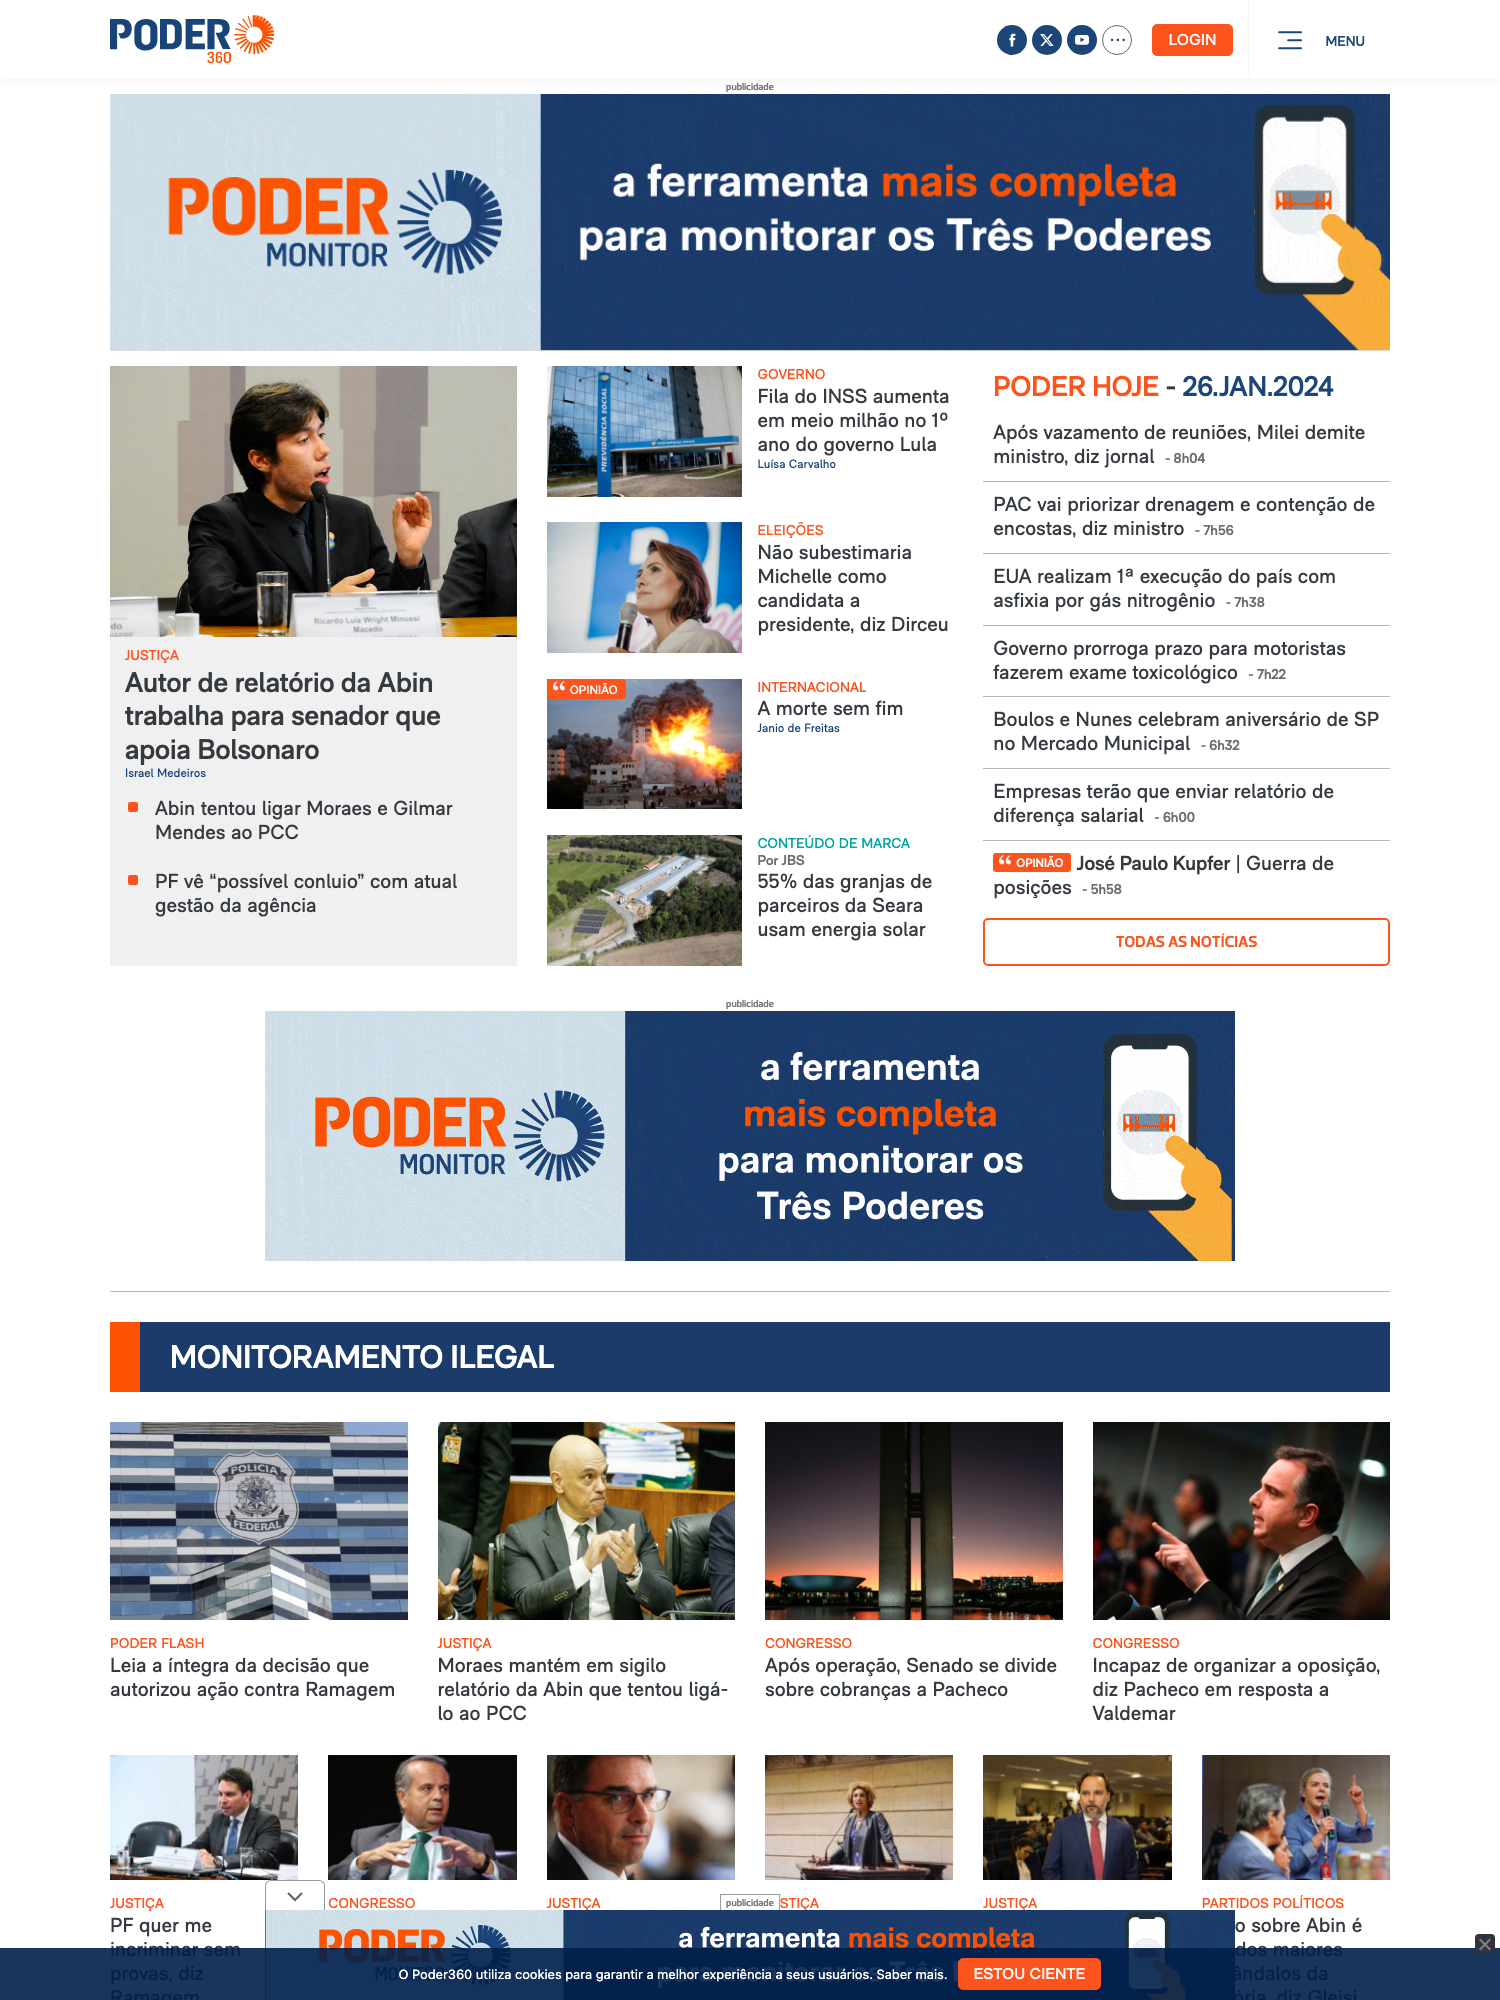 PODER
360
LOGIN
MENU
publicidade
PODER
MONITOR
a ferramenta mais completa
para monitorar os Três Poderes
JUSTIÇA
Autor de relatório da Abin
trabalha para senador que
apoia Bolsonaro
Israel Medeiros
Abin tentou ligar Moraes e Gilmar
Mendes ao PCC
PF vê “possível conluio” com atual
gestão da agência
Ricardo Luiz Wright Minussi
Macedo
PREVIDÊNCIA SOCIAL
GOVERNO
Fila do INSS aumenta
em meio milhão no 1º
ano do governo Lula
Luísa Carvalho
ELEIÇÕES
Não subestimaria
Michelle como
candidata a
presidente, diz Dirceu
OPINIÃO
INTERNACIONAL
A morte sem fim
Janio de Freitas
CONTEÚDO DE MARCA
Por JBS
55% das granjas de
parceiros da Seara
usam energia solar
PODER HOJE - 26.JAN.2024
Após vazamento de reuniões, Milei demite
ministro, diz jornal - 8h04
PAC vai priorizar drenagem e contenção de
encostas, diz ministro - 7h56
EUA realizam 1ª execução do país com
asfixia por gás nitrogênio - 7h38
Governo prorroga prazo para motoristas
fazerem exame toxicológico - 7h22
Boulos e Nunes celebram aniversário de SP
no Mercado Municipal - 6h32
Empresas terão que enviar relatório de
diferença salarial - 6h00
OPINIÃO José Paulo Kupfer | Guerra de
posições - 5h58
TODAS AS NOTÍCIAS
publicidade
PODER
MONITOR
a ferramenta
mais completa
para monitorar os
Três Poderes
MONITORAMENTO ILEGAL
POLÍCIA
FEDERAL
PODER FLASH
Leia a íntegra da decisão que
autorizou ação contra Ramagem
JUSTIÇA
Moraes mantém em sigilo
relatório da Abin que tentou ligá-
lo ao PCC
CONGRESSO
Após operação, Senado se divide
sobre cobranças a Pacheco
CONGRESSO
Incapaz de organizar a oposição,
diz Pacheco em resposta a
Valdemar
JUSTIÇA
PF quer me
incriminar sem
provas, diz
Ramagem
CONGRESSO
JUSTIÇA
publicidade
STIÇA
JUSTIÇA
PARTIDOS POLÍTICOS
o sobre Abin é
dos maiores
ândalos da
ória, diz Gleisi
PODER
a ferramenta mais completa
O Poder360 utiliza cookies para garantir a melhor experiência a seus usuários. Saber mais.
ESTOU CIENTE